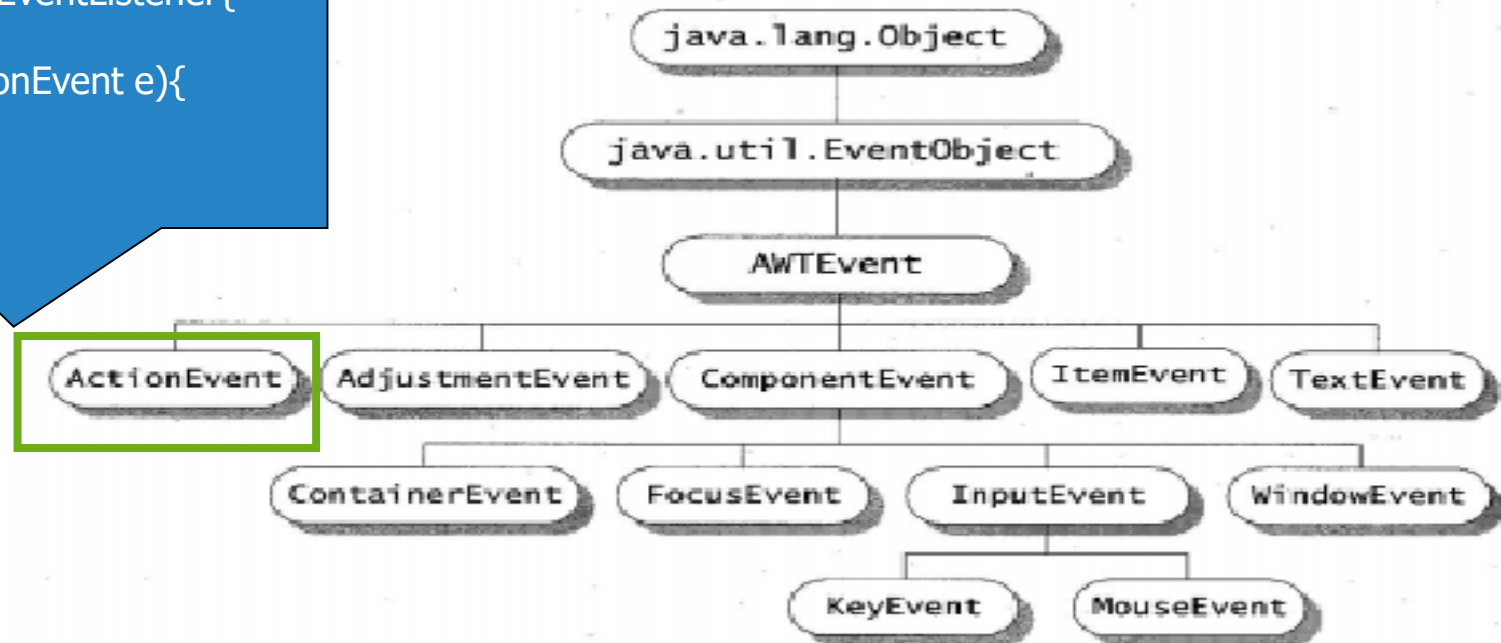 EventListener{
onEvent e){
java.lang.Object
java.util.EventObject
AWTEvent
ActionEvent AdjustmentEvent ComponentEvent ItemEvent TextEvent
ContainerEvent FocusEvent InputEvent WindowEvent
KeyEvent MouseEvent